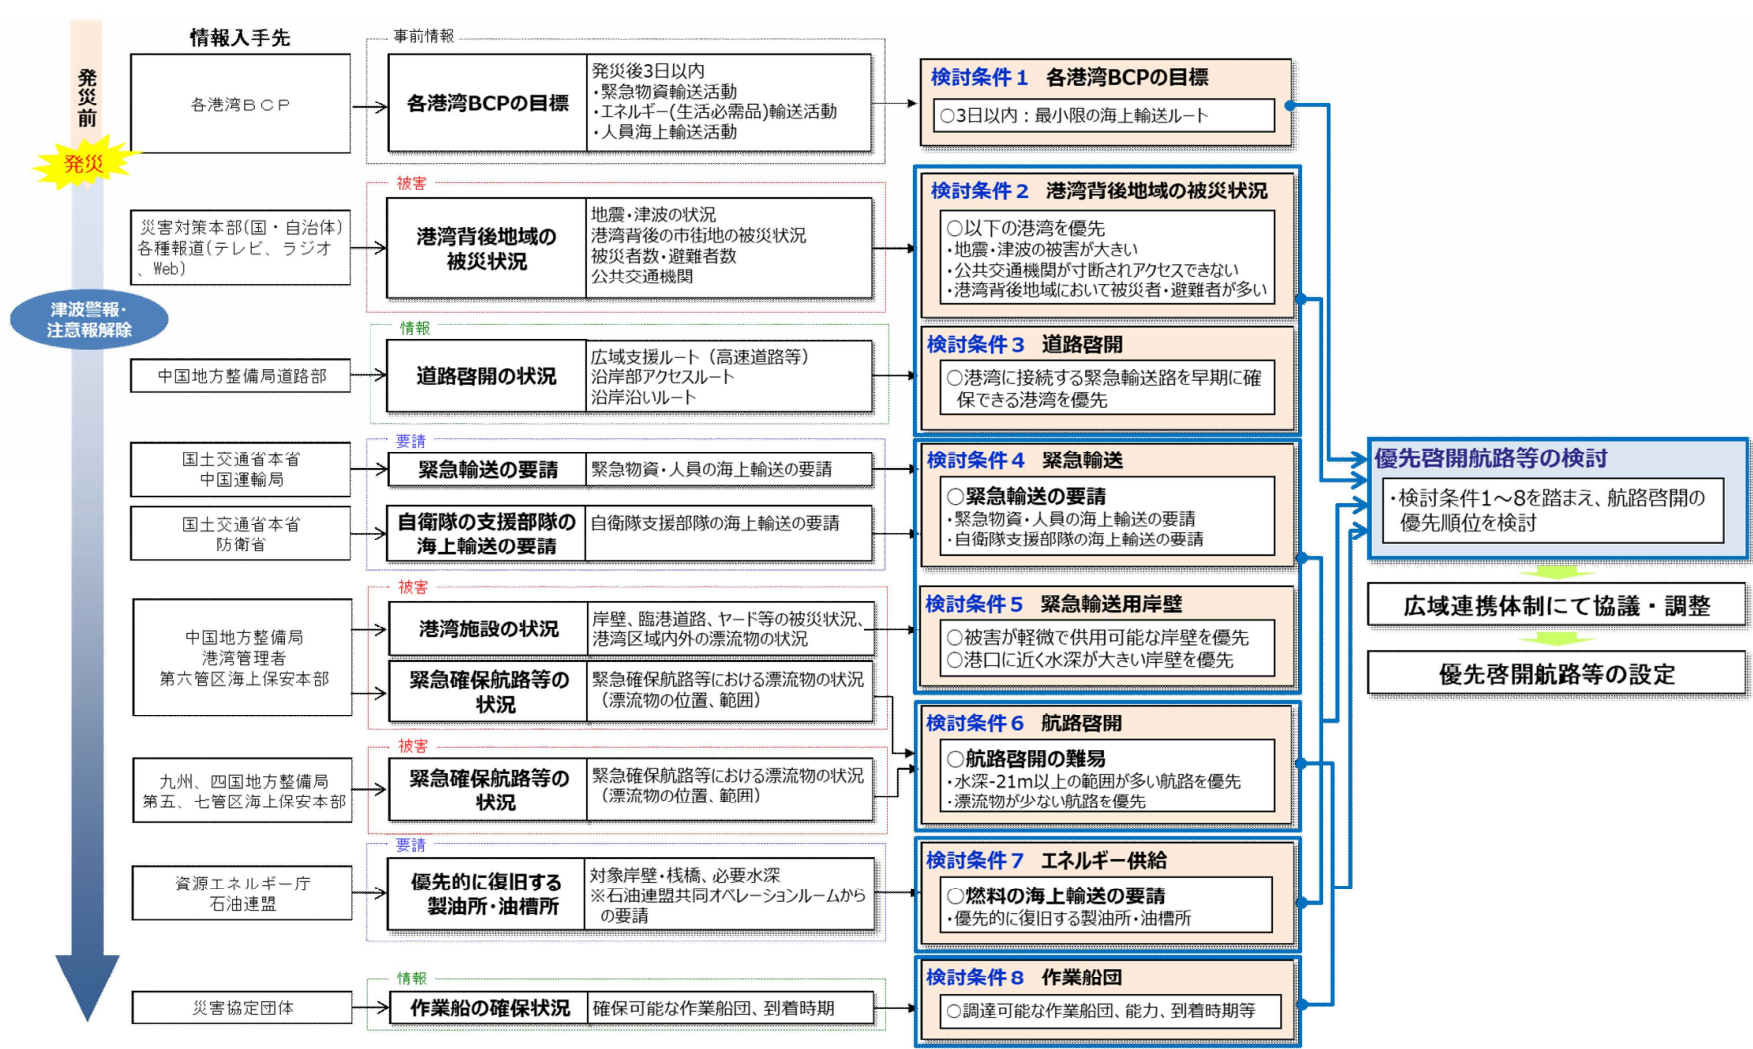 発災前
発災
津波警報・
注意報解除
情報入手先
各港湾ＢＣＰ
事前情報
各港湾BCPの目標
発災後3日以内
・緊急物資輸送活動
・エネルギー(生活必需品)輸送活動
・人員海上輸送活動
検討条件１ 各港湾BCPの目標
○3日以内：最小限の海上輸送ルート
災害対策本部(国・自治体)
各種報道(テレビ、ラジオ
、Web)
被害
港湾背後地域の
被災状況
地震・津波の状況
港湾背後の市街地の被災状況
被災者数・避難者数
公共交通機関
検討条件２ 港湾背後地域の被災状況
○以下の港湾を優先
・地震・津波の被害が大きい
・公共交通機関が寸断されアクセスできない
・港湾背後地域において被災者・避難者が多い
中国地方整備局道路部
情報
道路啓開の状況
広域支援ルート（高速道路等）
沿岸部アクセスルート
沿岸沿いルート
検討条件３ 道路啓開
○港湾に接続する緊急輸送路を早期に確
保できる港湾を優先
国土交通省本省
中国運輸局
要請
緊急輸送の要請
緊急物資・人員の海上輸送の要請
国土交通省本省
防衛省
自衛隊の支援部隊の
海上輸送の要請
自衛隊支援部隊の海上輸送の要請
検討条件４ 緊急輸送
○緊急輸送の要請
・緊急物資・人員の海上輸送の要請
・自衛隊支援部隊の海上輸送の要請
中国地方整備局
港湾管理者
第六管区海上保安本部
被害
港湾施設の状況
岸壁、臨港道路、ヤード等の被災状況、
港湾区域内外の漂流物の状況
緊急確保航路等の
状況
緊急確保航路等における漂流物の状況
（漂流物の位置、範囲）
検討条件５ 緊急輸送用岸壁
○被害が軽微で供用可能な岸壁を優先
○港口に近く水深が大きい岸壁を優先
九州、四国地方整備局
第五、七管区海上保安本部
被害
緊急確保航路等の
状況
緊急確保航路等における漂流物の状況
（漂流物の位置、範囲）
検討条件６ 航路啓開
○航路啓開の難易
・水深-21m以上の範囲が多い航路を優先
・漂流物が少ない航路を優先
資源エネルギー庁
石油連盟
要請
優先的に復旧する
製油所・油槽所
対象岸壁・桟橋、必要水深
※石油連盟共同オペレーションルームから
の要請
検討条件７ エネルギー供給
○燃料の海上輸送の要請
・優先的に復旧する製油所・油槽所
災害協定団体
情報
作業船の確保状況
確保可能な作業船団、到着時期
検討条件８ 作業船団
○調達可能な作業船団、能力、到着時期等
優先啓開航路等の検討
・検討条件1～8を踏まえ、航路啓開の
優先順位を検討
広域連携体制にて協議・調整
優先啓開航路等の設定